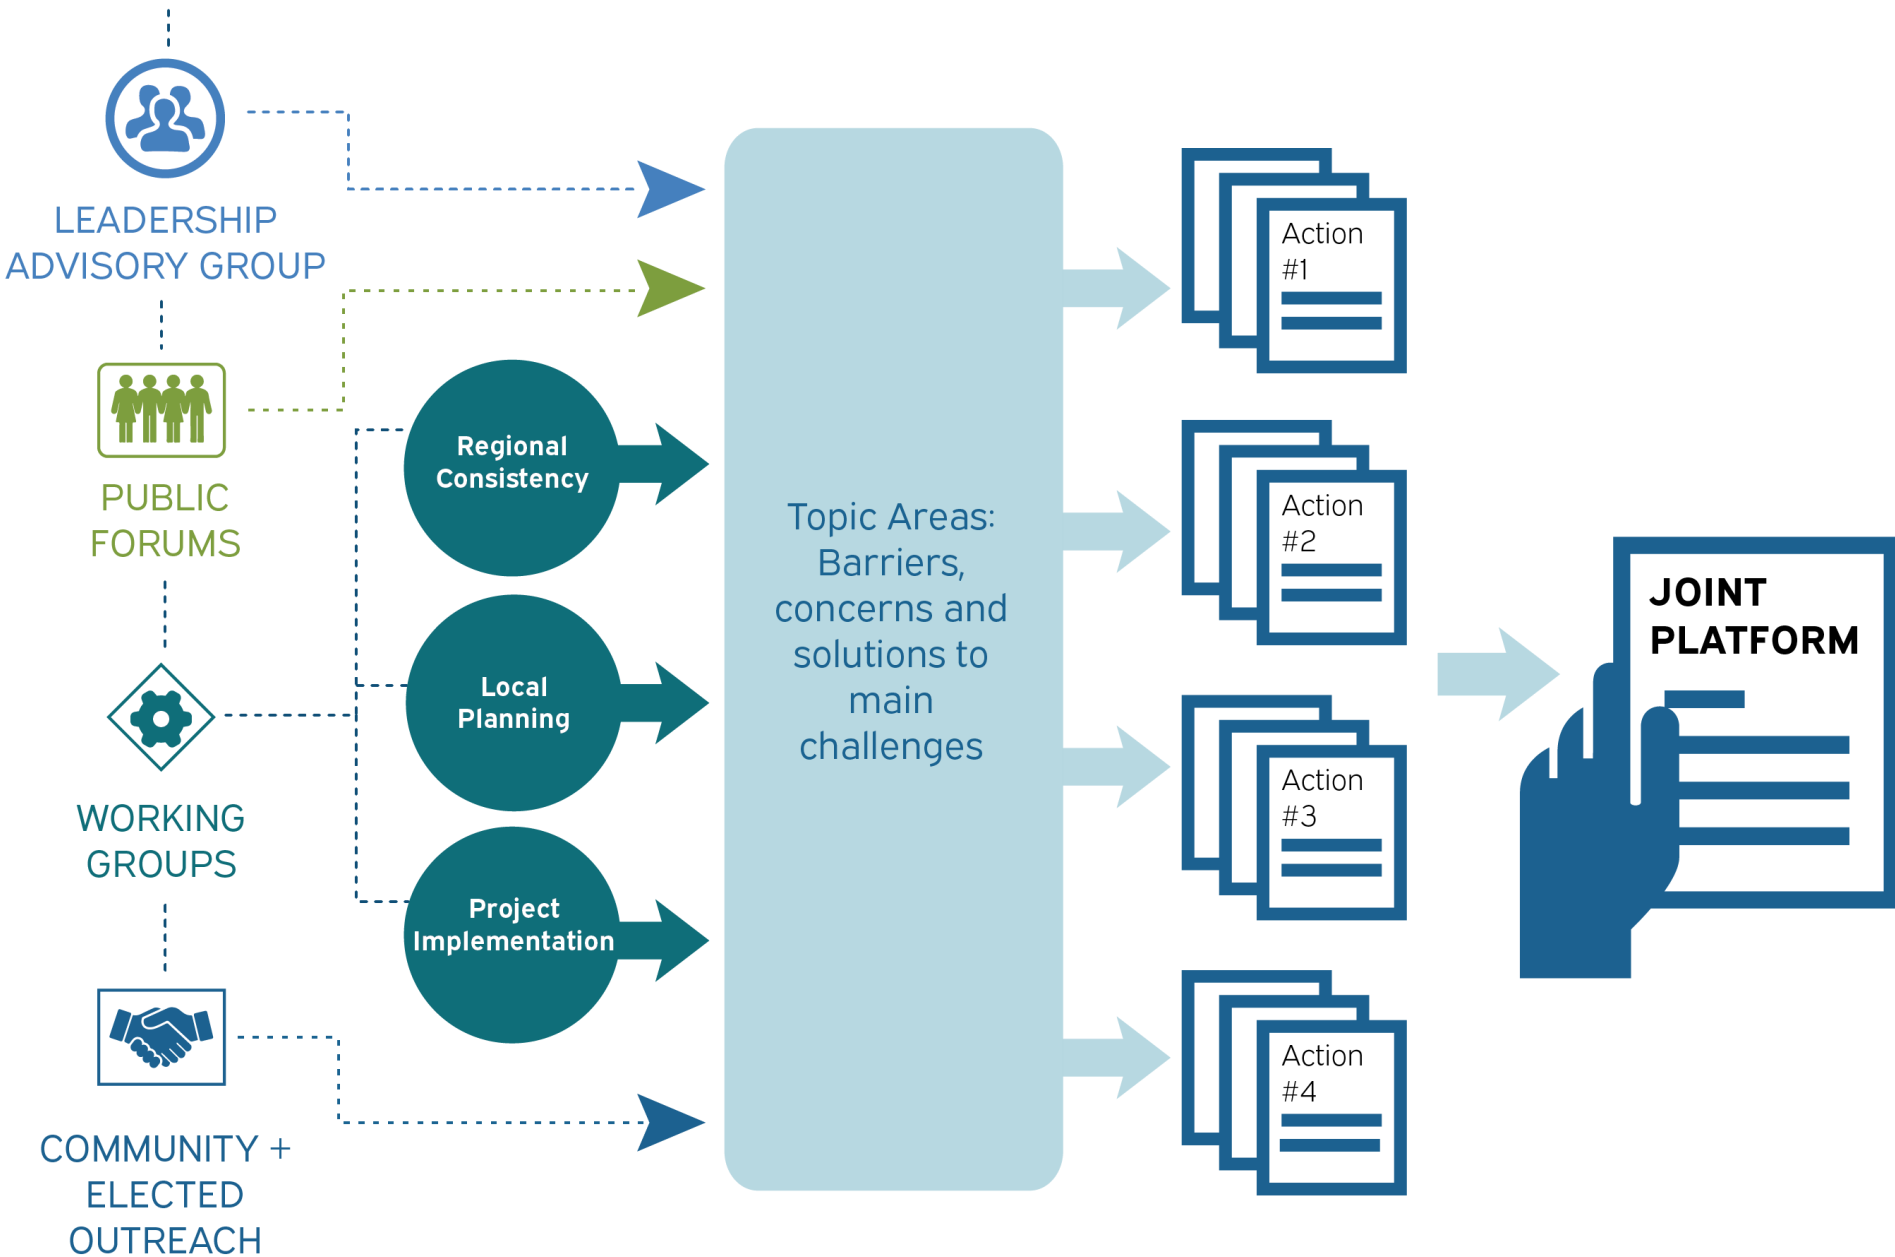 LEADERSHIP
ADVISORY GROUP
PUBLIC
FORUMS
WORKING
GROUPS
COMMUNITY +
ELECTED
OUTREACH
Regional
Consistency
Local
Planning
Project
Implementation
Topic Areas:
Barriers,
concerns and
solutions to
main
challenges
Action
#1
Action
#2
Action
#3
Action
#4
JOINT
PLATFORM